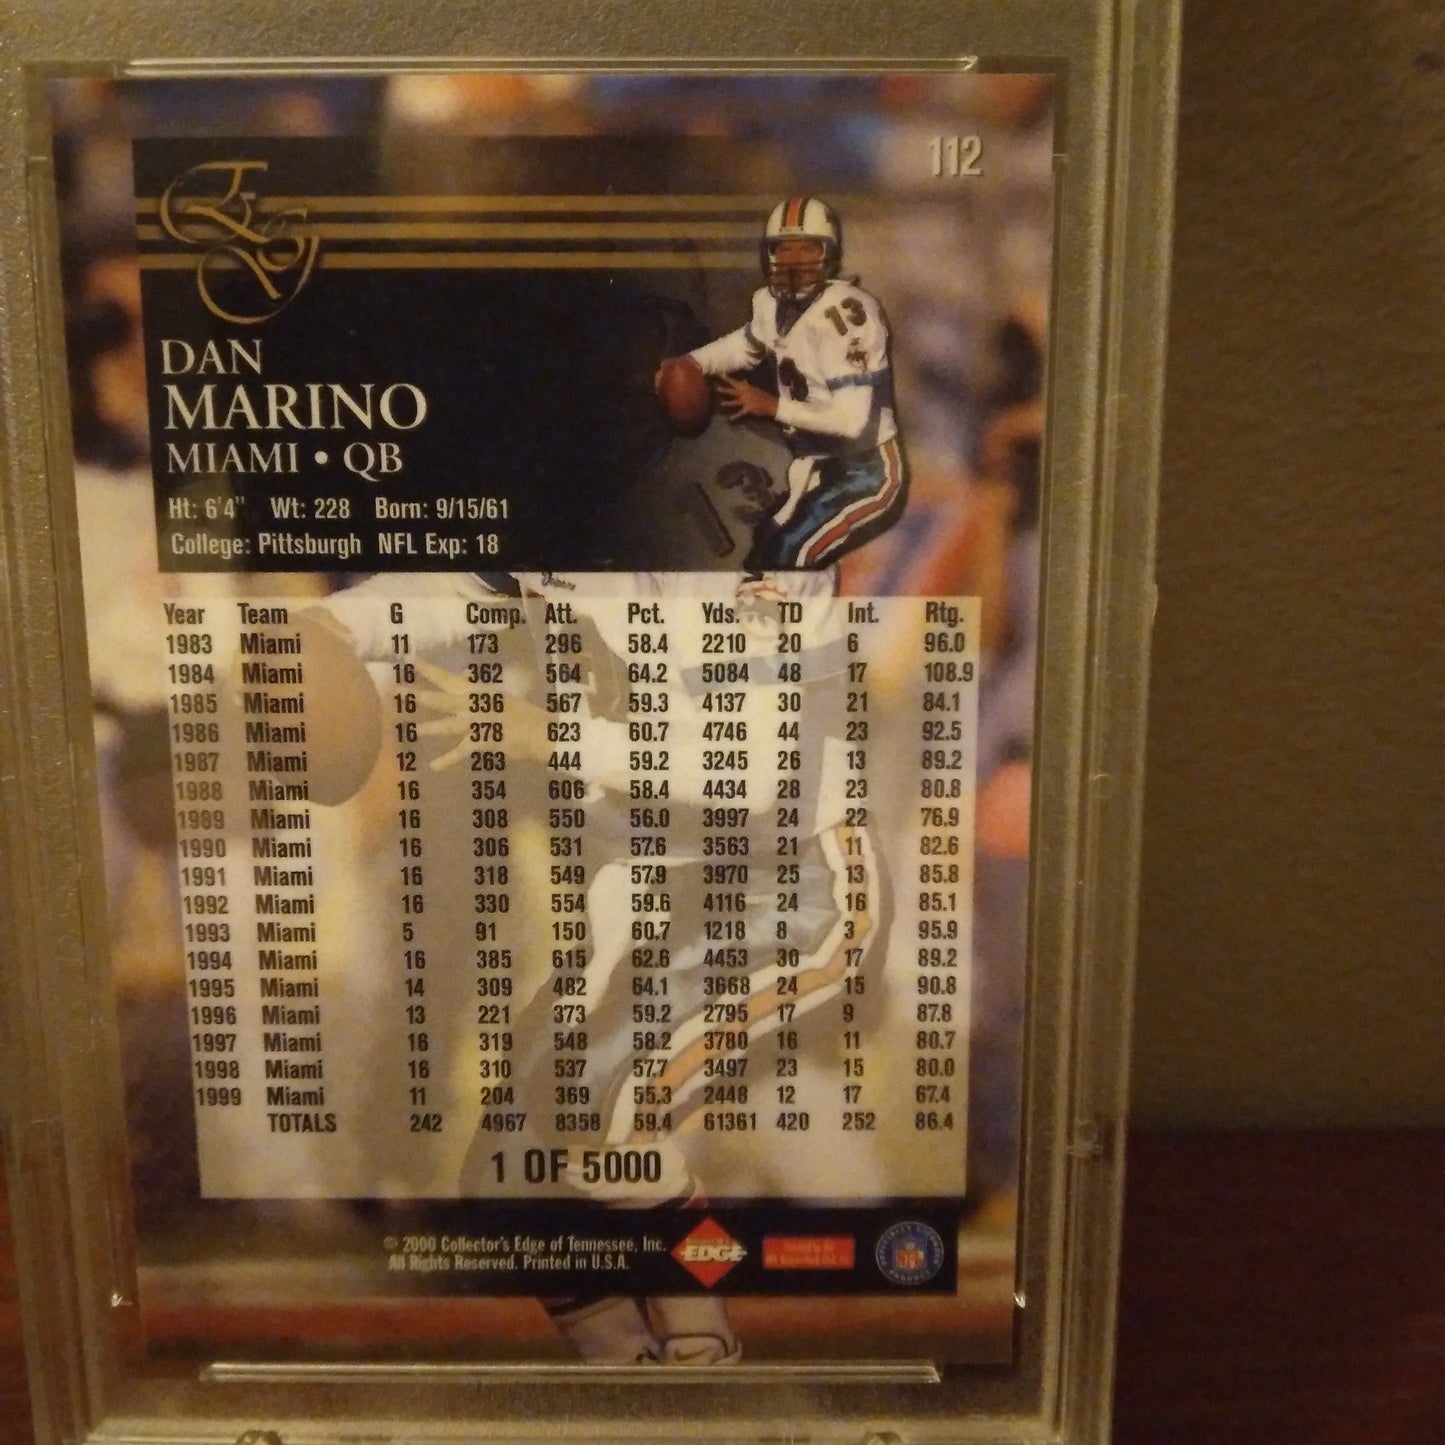 112
EG
DAN
MARINO
MIAMI • QB
Ht: 6'4" Wt: 228 Born: 9/15/61
College: Pittsburgh NFL Exp: 18
13
Year Team G Comp. Att. Pct. Yds. TD Int. Rtg.
1983 Miami 11 173 296 58.4 2210 20 6 96.0
1984 Miami 16 362 564 64.2 5084 48 17 108.9
1985 Miami 16 336 567 59.3 4137 30 21 84.1
1986 Miami 16 378 623 60.7 4746 44 23 92.5
1987 Miami 12 263 444 59.2 3245 26 13 89.2
1988 Miami 16 354 606 58.4 4434 28 23 80.8
1989 Miami 16 308 550 56.0 3997 24 22 76.9
1990 Miami 16 306 531 57.6 3563 21 11 82.6
1991 Miami 16 318 549 57.9 3970 25 13 85.8
1992 Miami 16 330 554 59.6 4116 24 16 85.1
1993 Miami 5 91 150 60.7 1218 8 3 95.9
1994 Miami 16 385 615 62.6 4453 30 17 89.2
1995 Miami 14 309 482 64.1 3668 24 15 90.8
1996 Miami 13 221 373 59.2 2795 17 9 87.8
1997 Miami 16 319 548 58.2 3780 16 11 80.7
1998 Miami 16 310 537 57.7 3497 23 15 80.0
1999 Miami 11 204 369 55.3 2448 12 17 67.4
TOTALS 242 4967 8358 59.4 61361 420 252 86.4
1 OF 5000
© 2000 Collector's Edge of Tennessee, Inc.
All Rights Reserved. Printed in U.S.A.
EDGE
NFL